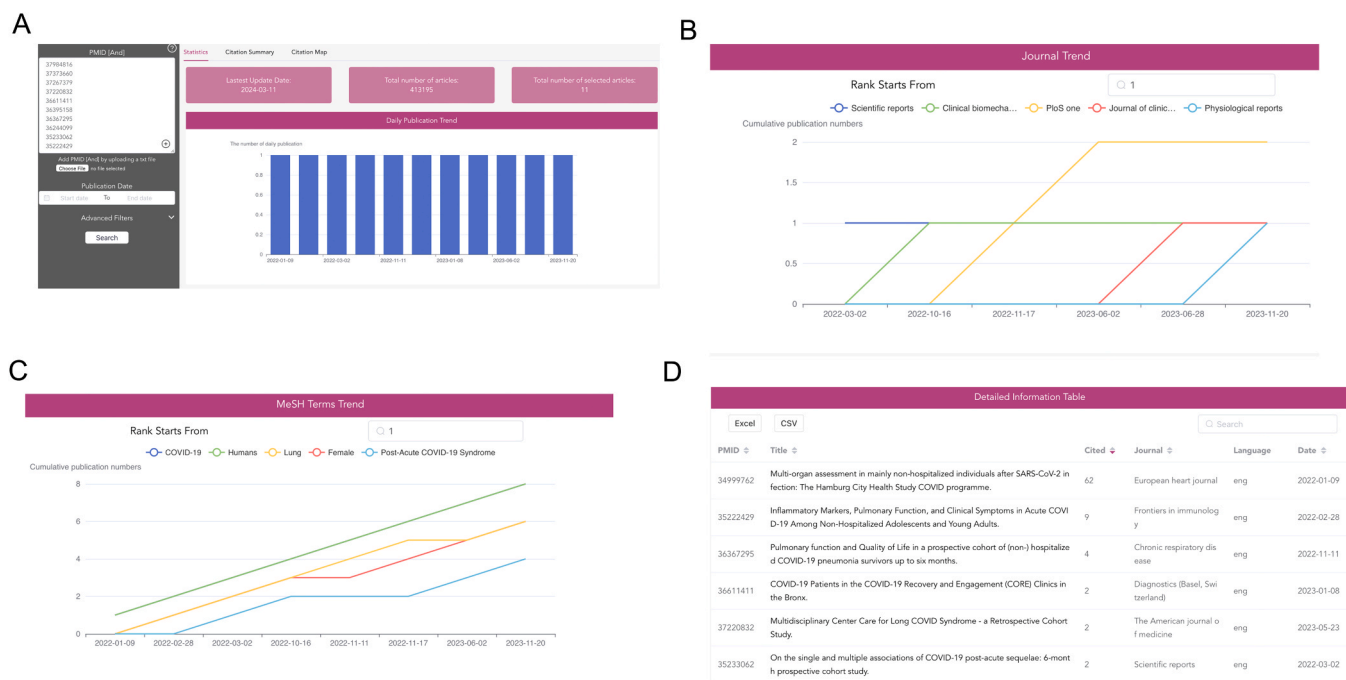 A
PMID [And]
?
37984816
37373660
37267379
37220832
36611411
36395158
36367295
36244099
35233062
35222429
Add PMID [And] by uploading a txt file
Choose File no file selected
Publication Date
Start date To End date
Advanced Filters
Search
Statistics Citation Summary Citation Map
Lastest Update Date:
2024-03-11
Total number of articles:
413195
Total number of selected articles:
11
Daily Publication Trend
The number of daily publication
1
0.8
0.6
0.4
0.2
0
2022-01-09 2022-03-02 2022-11-11 2023-01-08 2023-06-02 2023-11-20
B
Journal Trend
Rank Starts From 1
Scientific reports Clinical biomecha... PloS one Journal of clinic... Physiological reports
Cumulative publication numbers
2
1.5
1
0.5
0
2022-03-02 2022-10-16 2022-11-17 2023-06-02 2023-06-28 2023-11-20
C
MeSH Terms Trend
Rank Starts From 1
COVID-19 Humans Lung Female Post-Acute COVID-19 Syndrome
Cumulative publication numbers
8
6
4
2
0
2022-01-09 2022-02-28 2022-03-02 2022-10-16 2022-11-11 2022-11-17 2023-06-02 2023-11-20
D
Detailed Information Table
Excel CSV Search
PMID Title Cited Journal Language Date
34999762 Multi-organ assessment in mainly non-hospitalized individuals after SARS-CoV-2 in 62 European heart journal eng 2022-01-09
fection: The Hamburg City Health Study COVID programme.
35222429 Inflammatory Markers, Pulmonary Function, and Clinical Symptoms in Acute COVI 9 Frontiers in immunolog eng 2022-02-28
D-19 Among Non-Hospitalized Adolescents and Young Adults. y
36367295 Pulmonary function and Quality of Life in a prospective cohort of (non-) hospitalize 4 Chronic respiratory dis eng 2022-11-11
d COVID-19 pneumonia survivors up to six months. ease
36611411 COVID-19 Patients in the COVID-19 Recovery and Engagement (CORE) Clinics in 2 Diagnostics (Basel, Swi eng 2023-01-08
the Bronx. tzerland)
37220832 Multidisciplinary Center Care for Long COVID Syndrome - a Retrospective Cohort 2 The American journal o eng 2023-05-23
Study. f medicine
35233062 On the single and multiple associations of COVID-19 post-acute sequelae: 6-mont 2 Scientific reports eng 2022-03-02
h prospective cohort study.